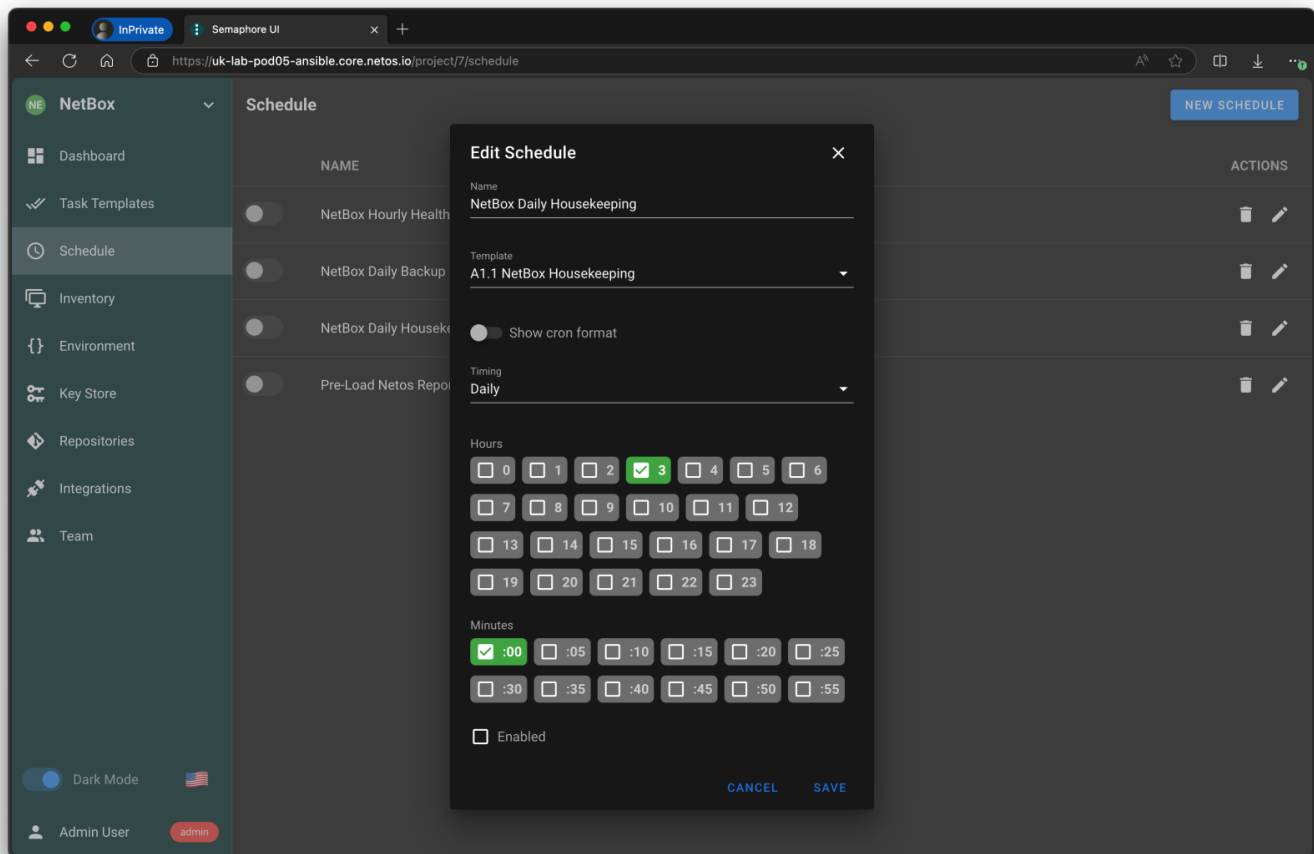 InPrivate
Semaphore UI
https://uk-lab-pod05-ansible.core.netos.io/project/7/schedule
NE NetBox
Dashboard
Task Templates
Schedule
Inventory
Environment
Key Store
Repositories
Integrations
Team
Dark Mode
Admin User admin
Schedule
NEW SCHEDULE
NAME
ACTIONS
NetBox Hourly Health
NetBox Daily Backup
NetBox Daily Houseke
Pre-Load Netos Repo
Edit Schedule
Name
NetBox Daily Housekeeping
Template
A1.1 NetBox Housekeeping
Show cron format
Timing
Daily
Hours
0 1 2 3 4 5 6
7 8 9 10 11 12
13 14 15 16 17 18
19 20 21 22 23
Minutes
:00 :05 :10 :15 :20 :25
:30 :35 :40 :45 :50 :55
Enabled
CANCEL SAVE